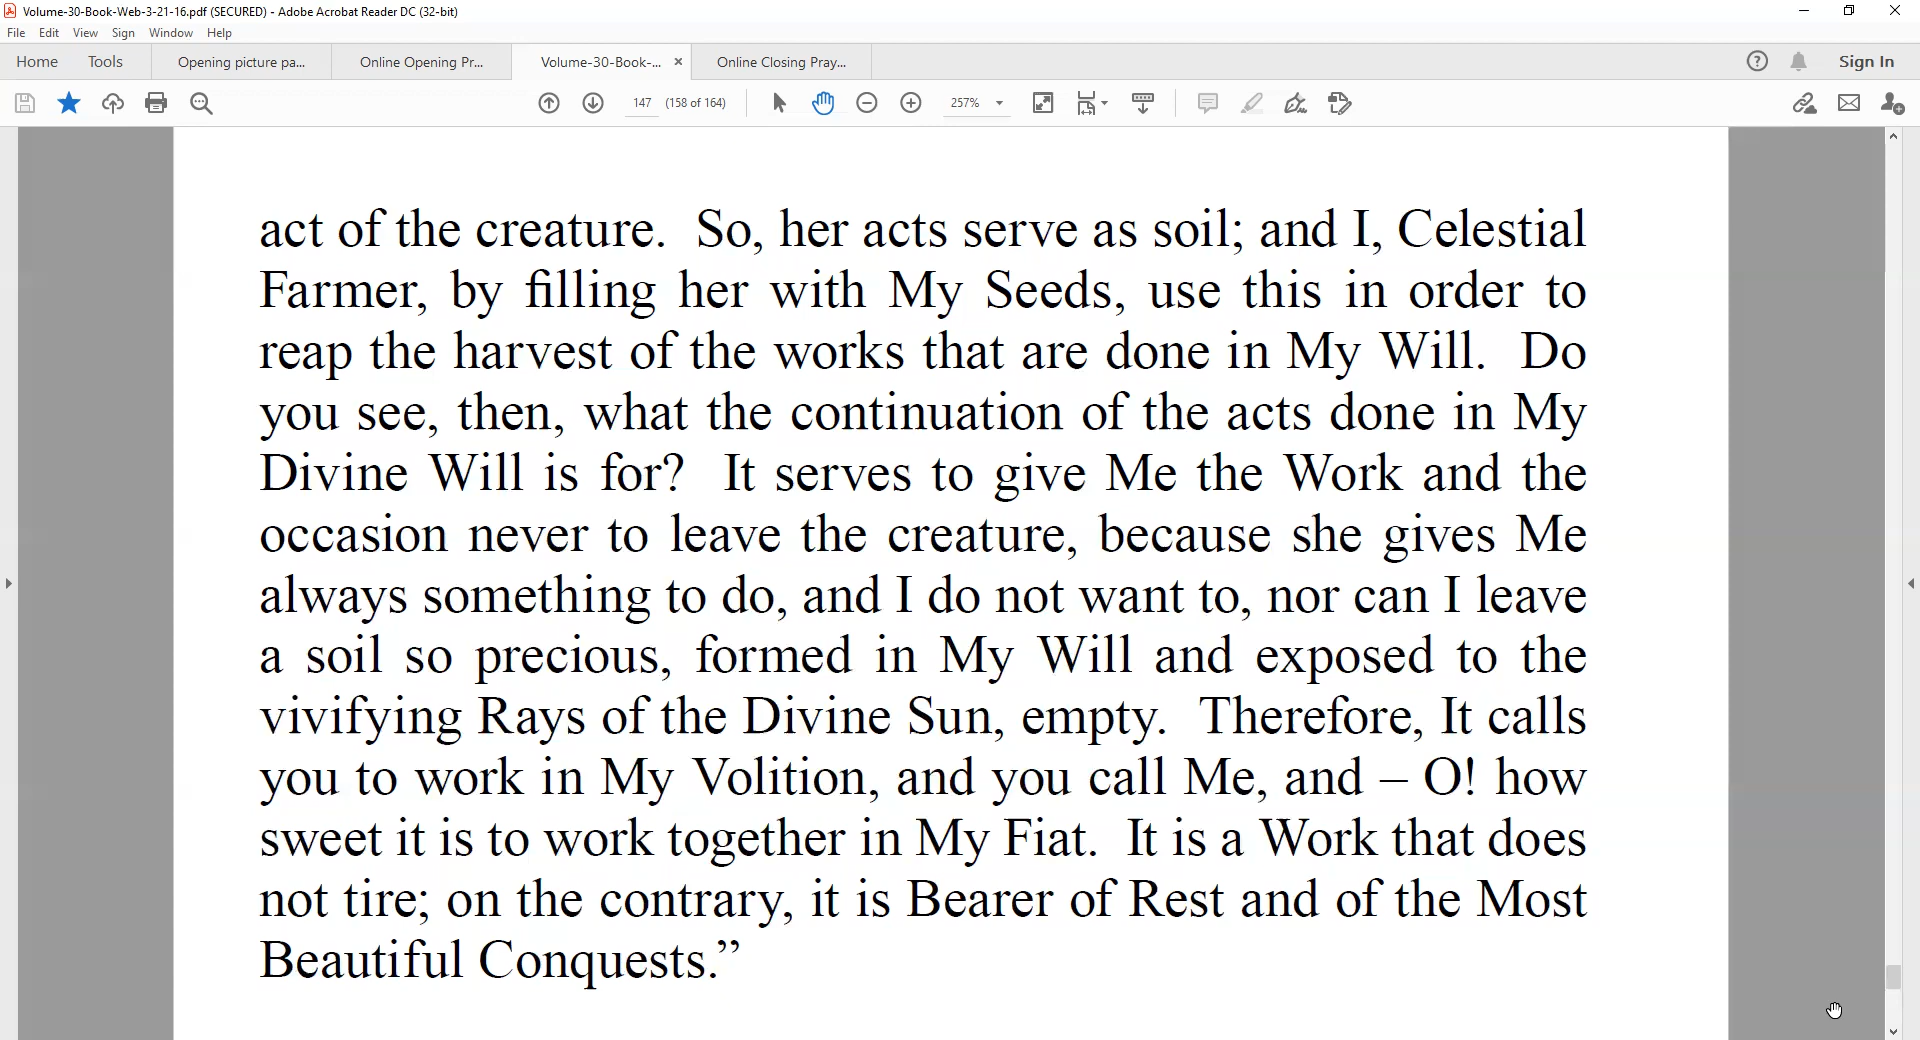 Volume-30-Book-Web-3-21-16.pdf (SECURED) - Adobe Acrobat Reader DC (32-bit)
File Edit View Sign Window Help
Home Tools Opening picture pa... Online Opening Pr... Volume-30-Book-... × Online Closing Pray... Sign In
147 (158 of 164) 257%
act of the creature. So, her acts serve as soil; and I, Celestial
Farmer, by filling her with My Seeds, use this in order to
reap the harvest of the works that are done in My Will. Do
you see, then, what the continuation of the acts done in My
Divine Will is for? It serves to give Me the Work and the
occasion never to leave the creature, because she gives Me
always something to do, and I do not want to, nor can I leave
a soil so precious, formed in My Will and exposed to the
vivifying Rays of the Divine Sun, empty. Therefore, It calls
you to work in My Volition, and you call Me, and – O! how
sweet it is to work together in My Fiat. It is a Work that does
not tire; on the contrary, it is Bearer of Rest and of the Most
Beautiful Conquests.”